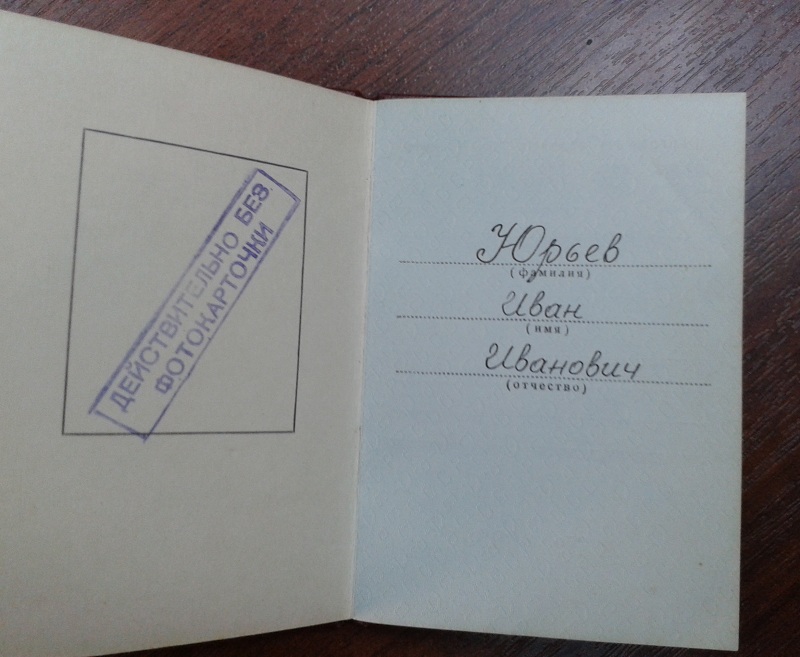 ДЕЙСТВИТЕЛЬНО БЕЗ
ФОТОКАРТОЧКИ
Юрьев
(фамилия)
Иван
(имя)
Иванович
(отчество)